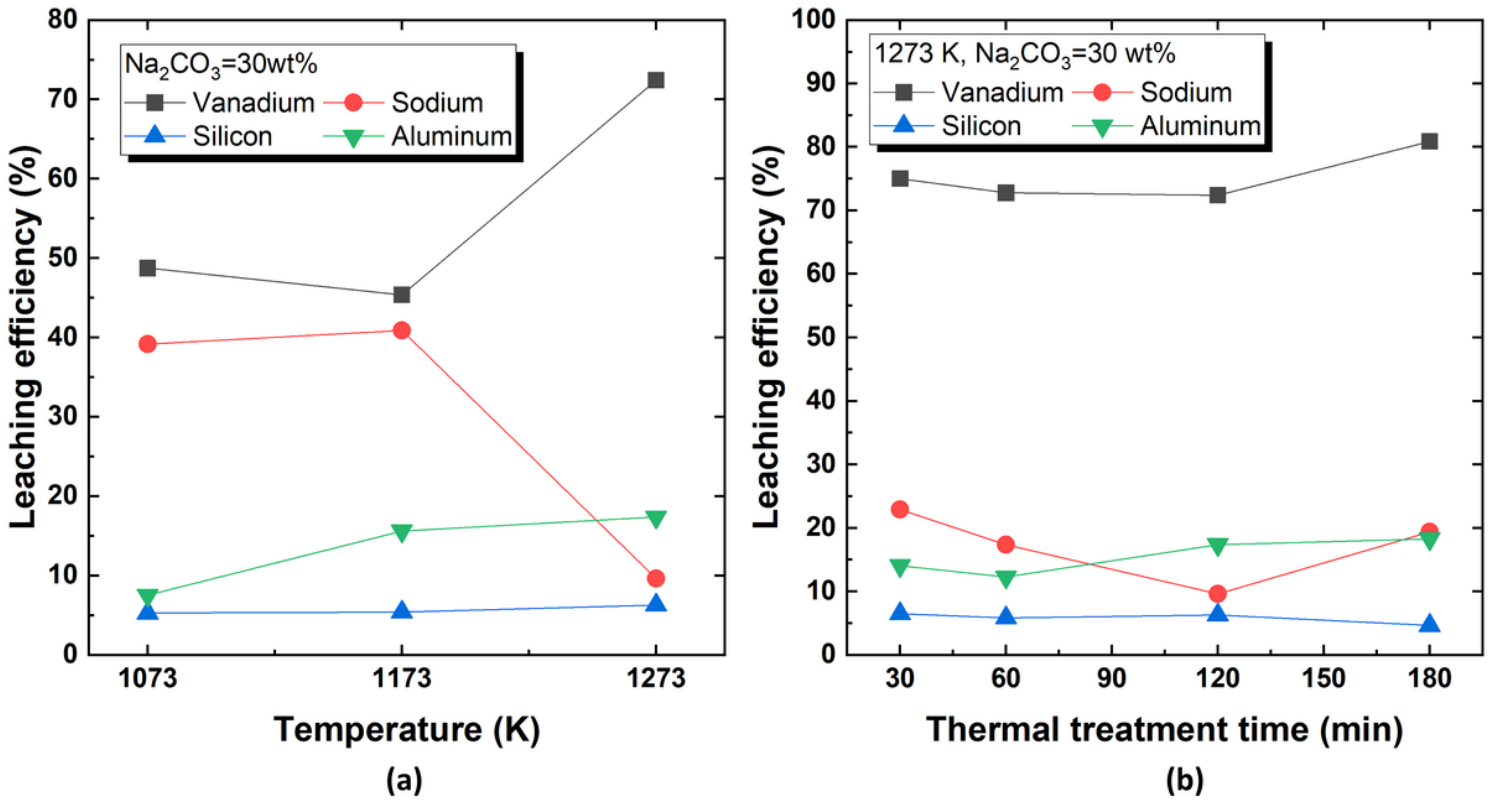 80
70
60
50
40
30
20
10
0
Leaching efficiency (%)
Na₂CO₃=30wt%
Vanadium Sodium
Silicon Aluminum
1073 1173 1273
Temperature (K)
(a)
100
90
80
70
60
50
40
30
20
10
0
Leaching efficiency (%)
1273 K, Na₂CO₃=30 wt%
Vanadium Sodium
Silicon Aluminum
30 60 90 120 150 180
Thermal treatment time (min)
(b)